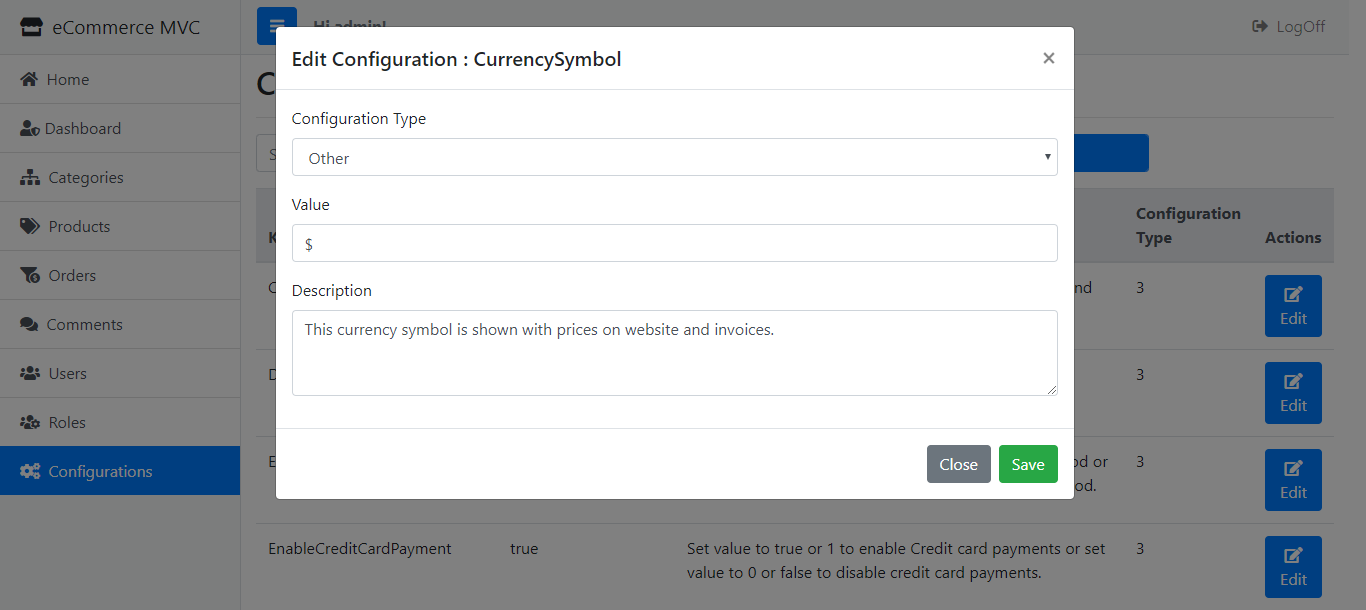 eCommerce MVC
Hi admin!
LogOff
Home
Dashboard
Categories
Products
Orders
Comments
Users
Roles
Configurations
Edit Configuration : CurrencySymbol
×
Configuration Type
Other
Value
$
Description
This currency symbol is shown with prices on website and invoices.
Close
Save
Configuration
Type
Actions
nd
3
Edit
3
Edit
od or
3
od.
Edit
EnableCreditCardPayment
true
Set value to true or 1 to enable Credit card payments or set
3
value to 0 or false to disable credit card payments.
Edit